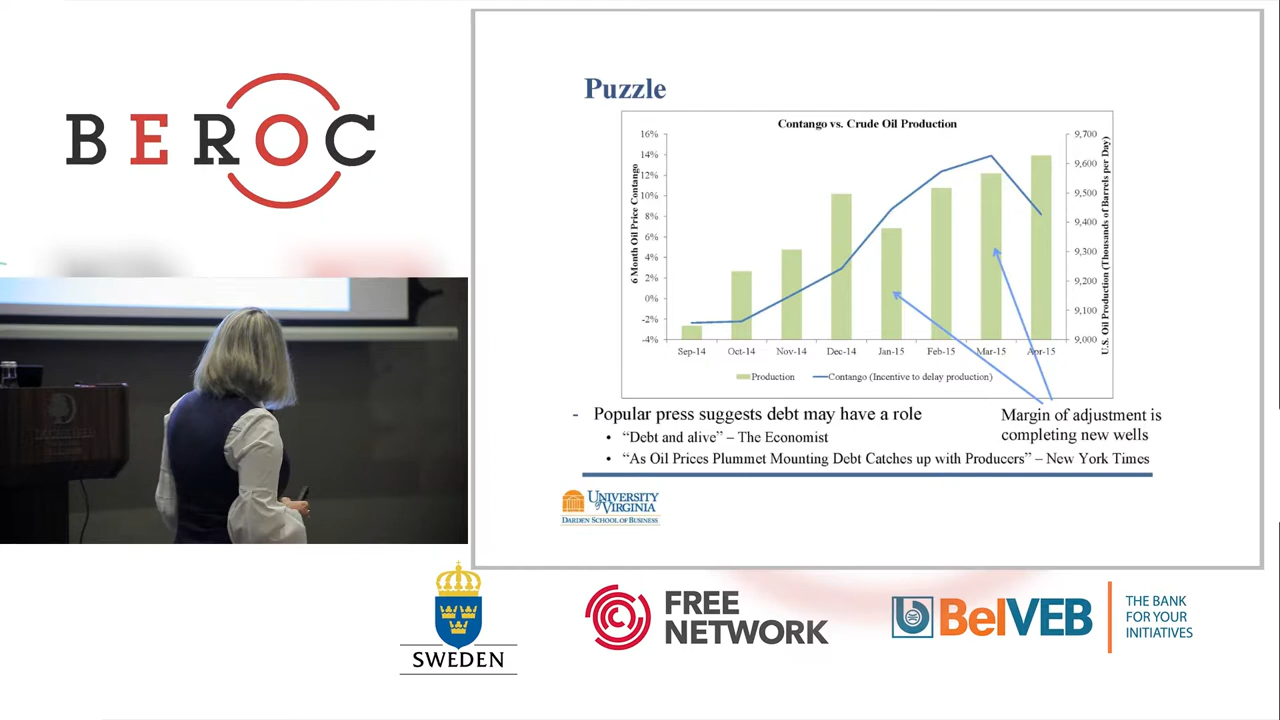 BEROC
Puzzle
Contango vs. Crude Oil Production
16%
14%
12%
10%
8%
6%
4%
2%
0%
-2%
-4%
6 Month Oil Price Contango
9,700
9,600
9,500
9,400
9,300
9,200
9,100
9,000
U.S. Oil Production (Thousands of Barrels per Day)
Sep-14 Oct-14 Nov-14 Dec-14 Jan-15 Feb-15 Mar-15 Apr-15
Production Contango (Incentive to delay production)
- Popular press suggests debt may have a role
• “Debt and alive” – The Economist
• “As Oil Prices Plummet Mounting Debt Catches up with Producers” – New York Times
Margin of adjustment is
completing new wells
UNIVERSITY
of VIRGINIA
DARDEN SCHOOL OF BUSINESS
SWEDEN
FREE
NETWORK
BelVEB
THE BANK
FOR YOUR
INITIATIVES